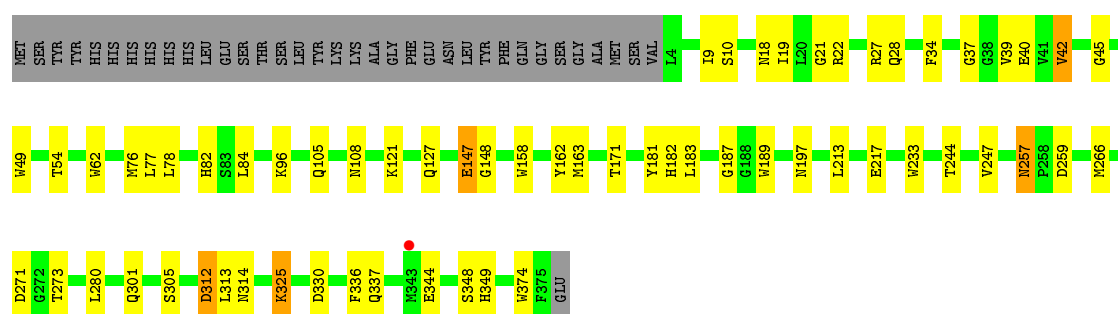 MET SER TYR TYR HIS HIS HIS HIS HIS HIS LEU GLU SER THR SER LEU TYR LYS LYS ALA GLY PHE GLU ASN LEU TYR PHE GLN GLY SER GLY ALA MET SER VAL L4 I9 S10 N18 I19 L20 G21 R22 R27 Q28 F34 G37 G38 V39 E40 V41 V42 G45
W49 T54 W62 M76 L77 L78 H82 S83 L84 K96 Q105 N108 K121 Q127 E147 G148 W158 Y162 M163 T171 Y181 H182 L183 G187 G188 W189 N197 L213 E217 W233 T244 V247 N257 P258 D259 M266
D271 G272 T273 L280 Q301 S305 D312 L313 N314 K325 D330 F336 Q337 M343 E344 S348 H349 W374 F375 GLU